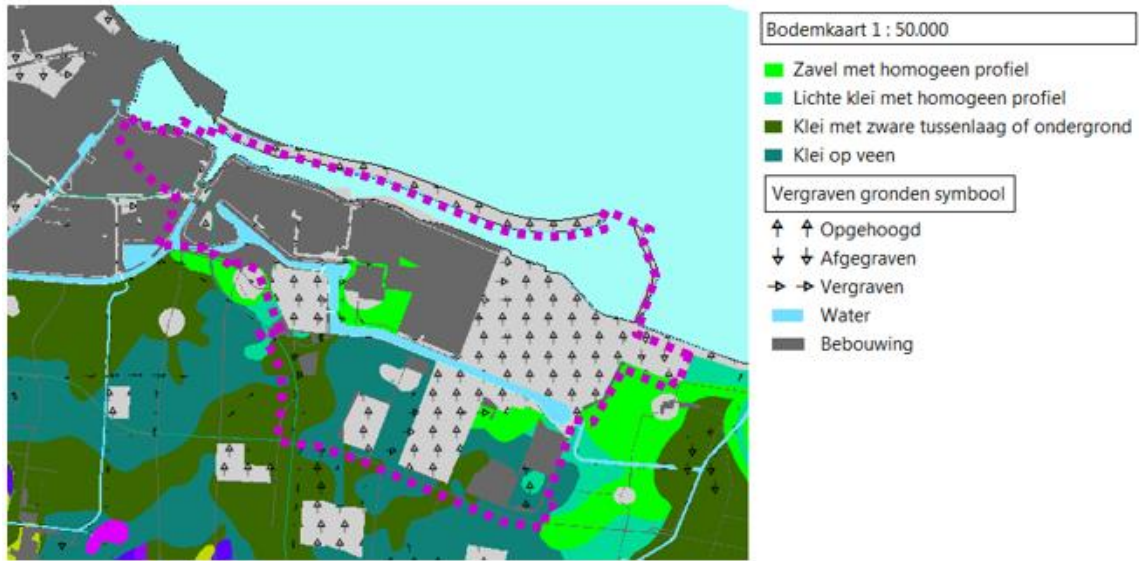 Bodemkaart 1 : 50.000
Zavel met homogeen profiel
Lichte klei met homogeen profiel
Klei met zware tussenlaag of ondergrond
Klei op veen
Vergraven gronden symbool
Opgehoogd
Afgegraven
Vergraven
Water
Bebouwing